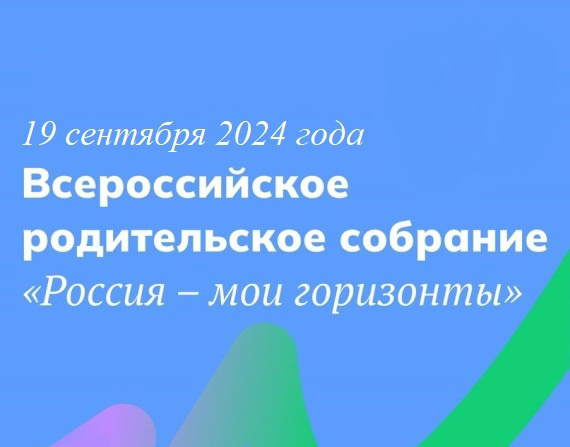 19 сентября 2024 года
Всероссийское
родительское собрание
«Россия – мои горизонты»